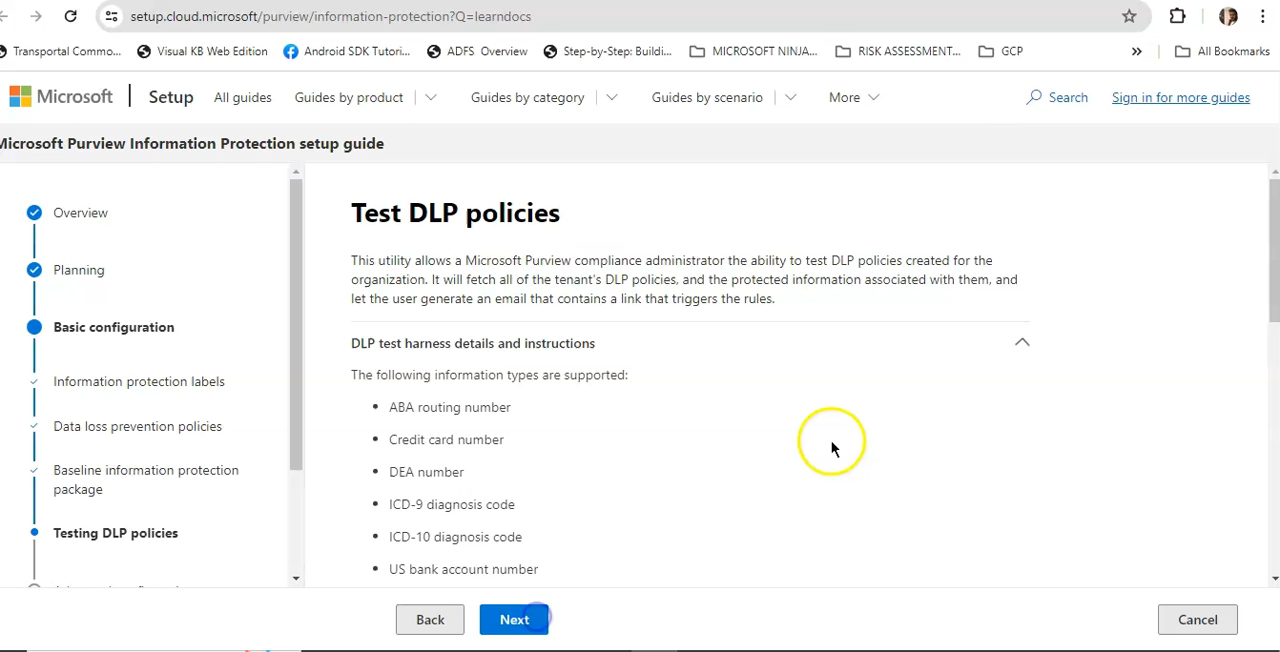 setup.cloud.microsoft/purview/information-protection?Q=learndocs
Transportal Commo... Visual KB Web Edition Android SDK Tutori... ADFS Overview Step-by-Step: Buildi... MICROSOFT NINJA... RISK ASSESSMENT... GCP » All Bookmarks
Microsoft | Setup All guides Guides by product Guides by category Guides by scenario More Search Sign in for more guides
Microsoft Purview Information Protection setup guide
Overview
Planning
Basic configuration
Information protection labels
Data loss prevention policies
Baseline information protection
package
Testing DLP policies
Test DLP policies
This utility allows a Microsoft Purview compliance administrator the ability to test DLP policies created for the
organization. It will fetch all of the tenant's DLP policies, and the protected information associated with them, and
let the user generate an email that contains a link that triggers the rules.
DLP test harness details and instructions
The following information types are supported:
• ABA routing number
• Credit card number
• DEA number
• ICD-9 diagnosis code
• ICD-10 diagnosis code
• US bank account number
Back Next Cancel